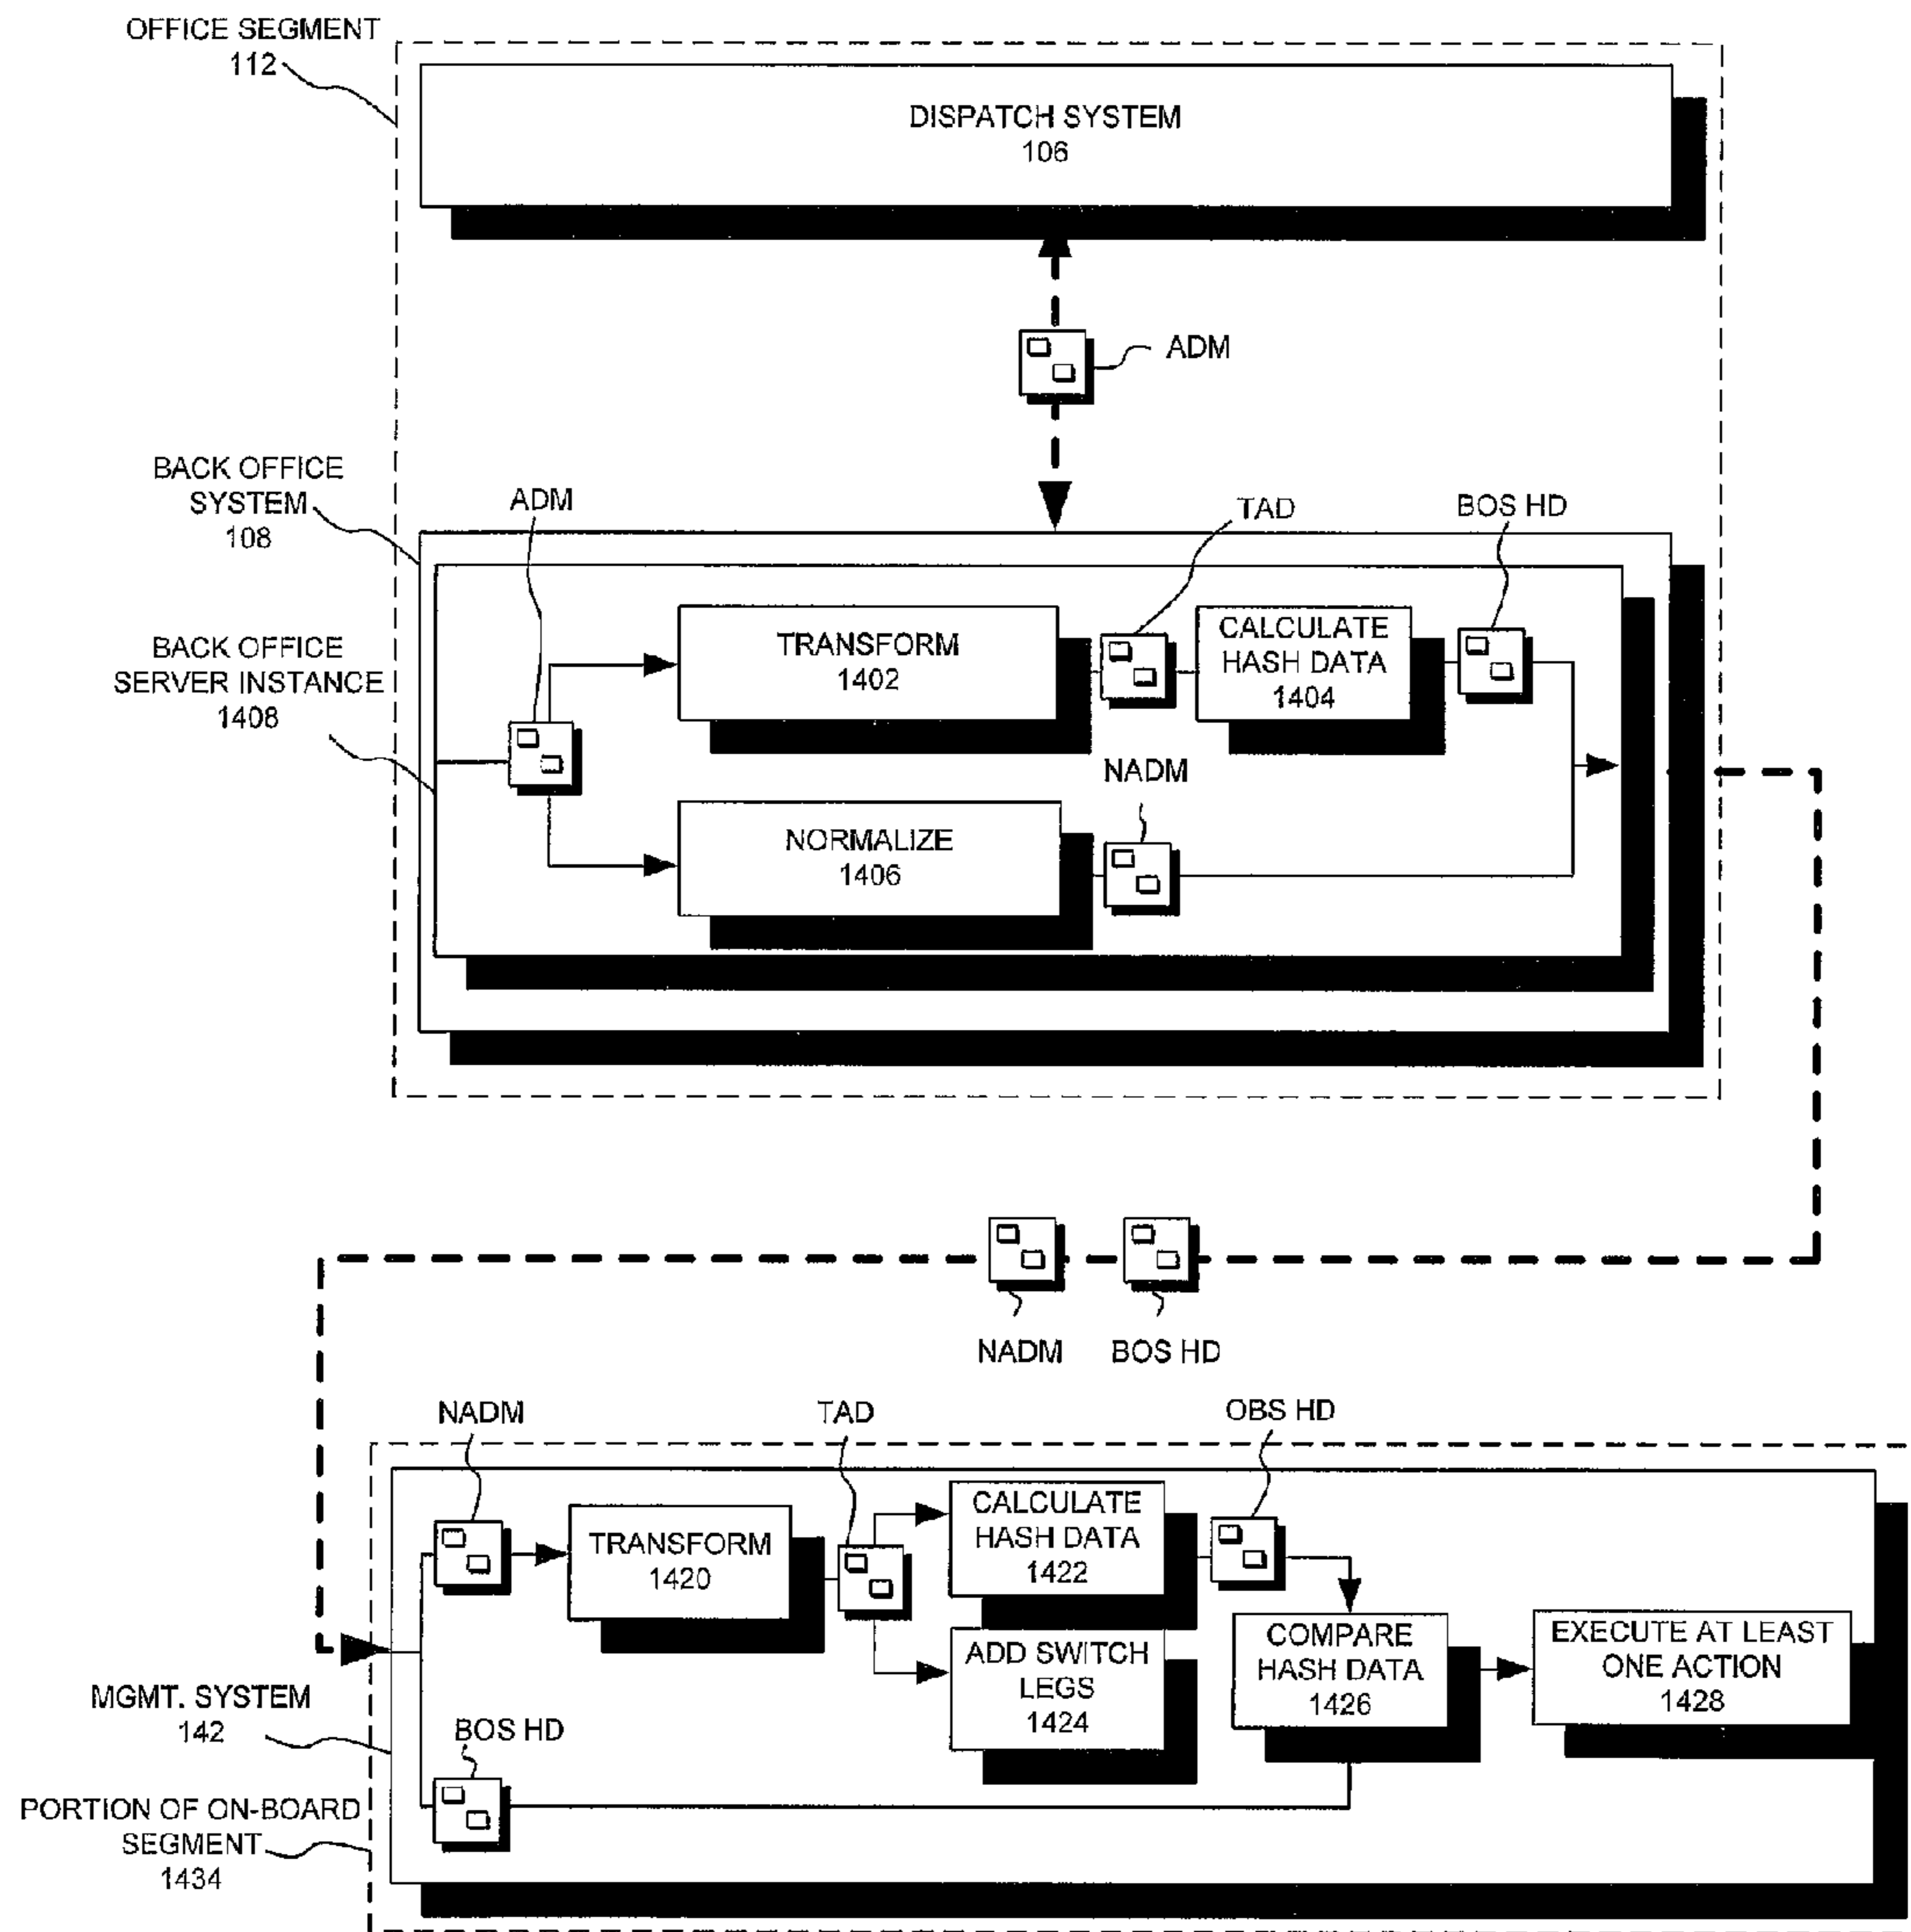 OFFICE SEGMENT
112
DISPATCH SYSTEM
106
ADM
BACK OFFICE
SYSTEM
108
ADM
TAD
BOS HD
BACK OFFICE
SERVER INSTANCE
1408
TRANSFORM
1402
CALCULATE
HASH DATA
1404
NADM
NORMALIZE
1406
NADM
BOS HD
NADM
TAD
OBS HD
TRANSFORM
1420
CALCULATE
HASH DATA
1422
ADD SWITCH
LEGS
1424
COMPARE
HASH DATA
1426
EXECUTE AT LEAST
ONE ACTION
1428
MGMT. SYSTEM
142
BOS HD
PORTION OF ON-BOARD
SEGMENT
1434